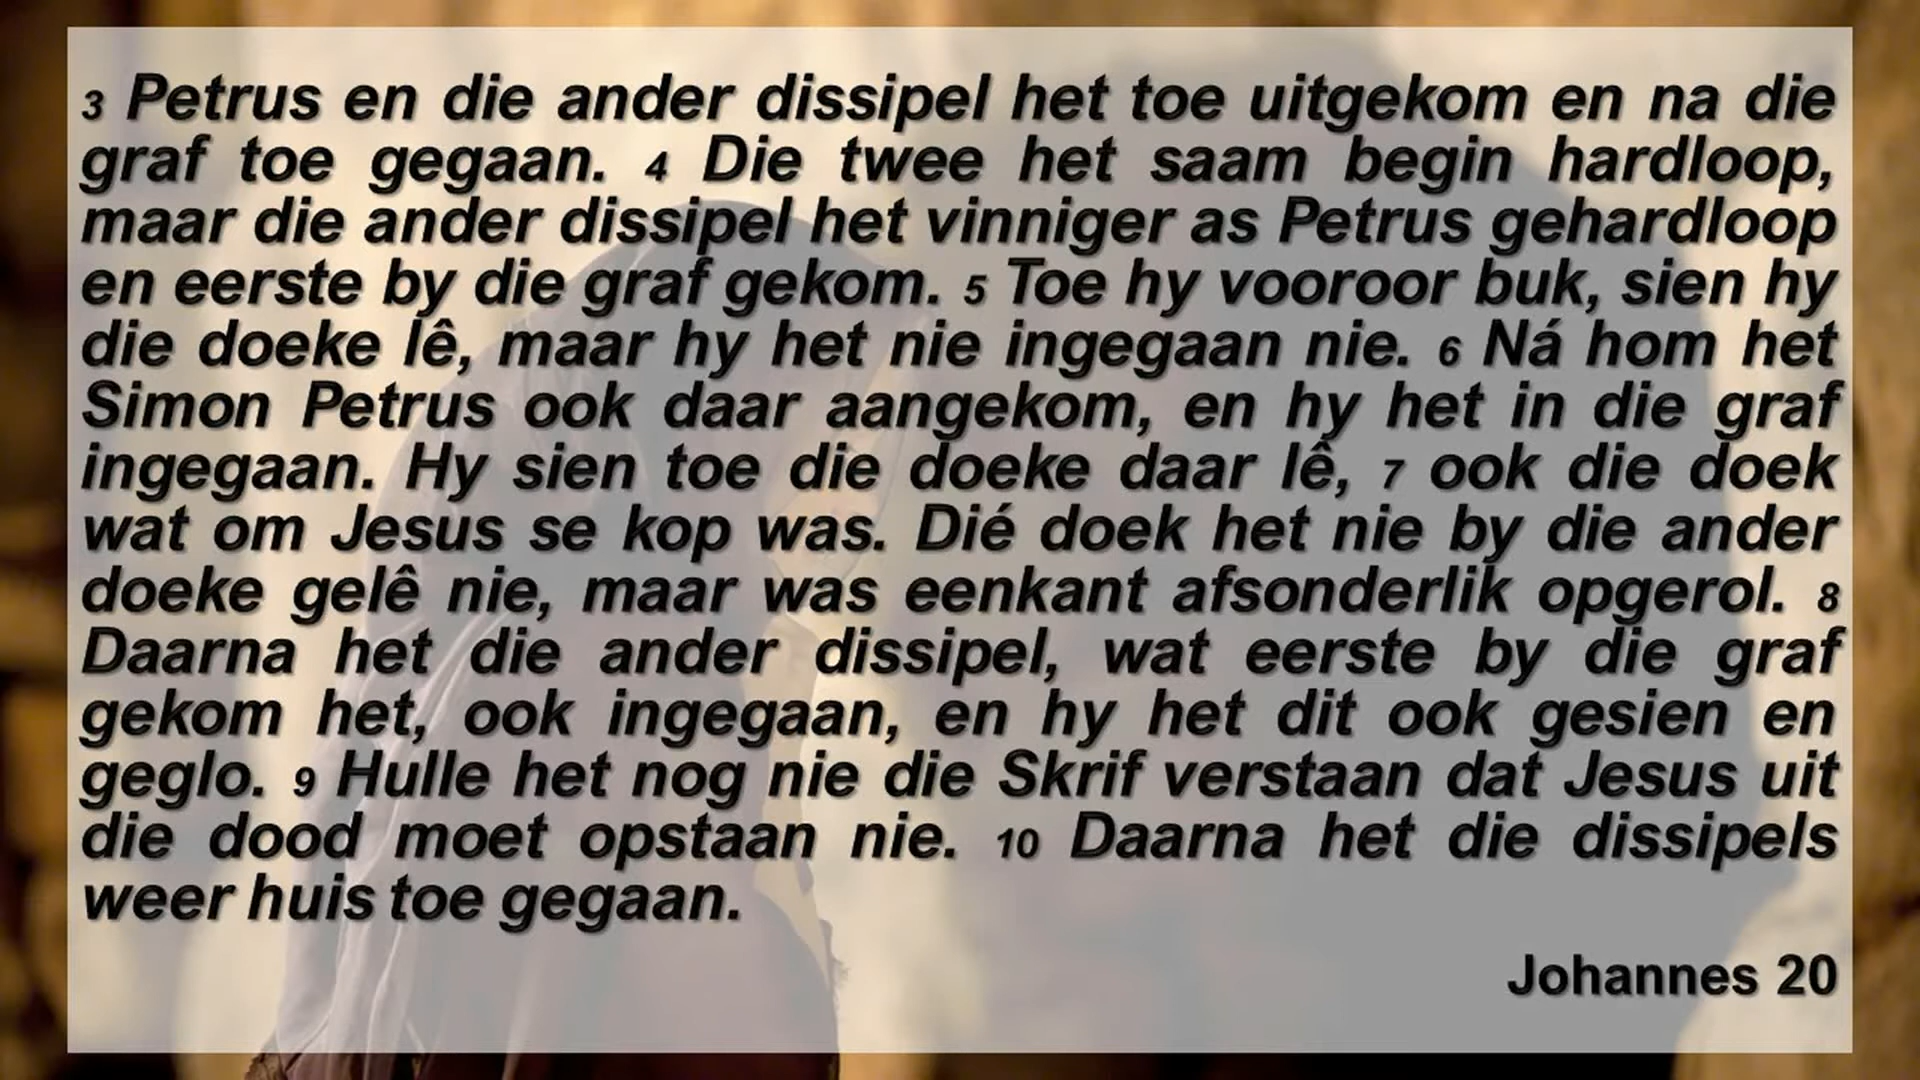 3 Petrus en die ander dissipel het toe uitgekom en na die
graf toe gegaan. 4 Die twee het saam begin hardloop,
maar die ander dissipel het vinniger as Petrus gehardloop
en eerste by die graf gekom. 5 Toe hy vooroor buk, sien hy
die doeke lê, maar hy het nie ingegaan nie. 6 Ná hom het
Simon Petrus ook daar aangekom, en hy het in die graf
ingegaan. Hy sien toe die doeke daar lê, 7 ook die doek
wat om Jesus se kop was. Dié doek het nie by die ander
doeke gelê nie, maar was eenkant afsonderlik opgerol. 8
Daarna het die ander dissipel, wat eerste by die graf
gekom het, ook ingegaan, en hy het dit ook gesien en
geglo. 9 Hulle het nog nie die Skrif verstaan dat Jesus uit
die dood moet opstaan nie. 10 Daarna het die dissipels
weer huis toe gegaan.
Johannes 20